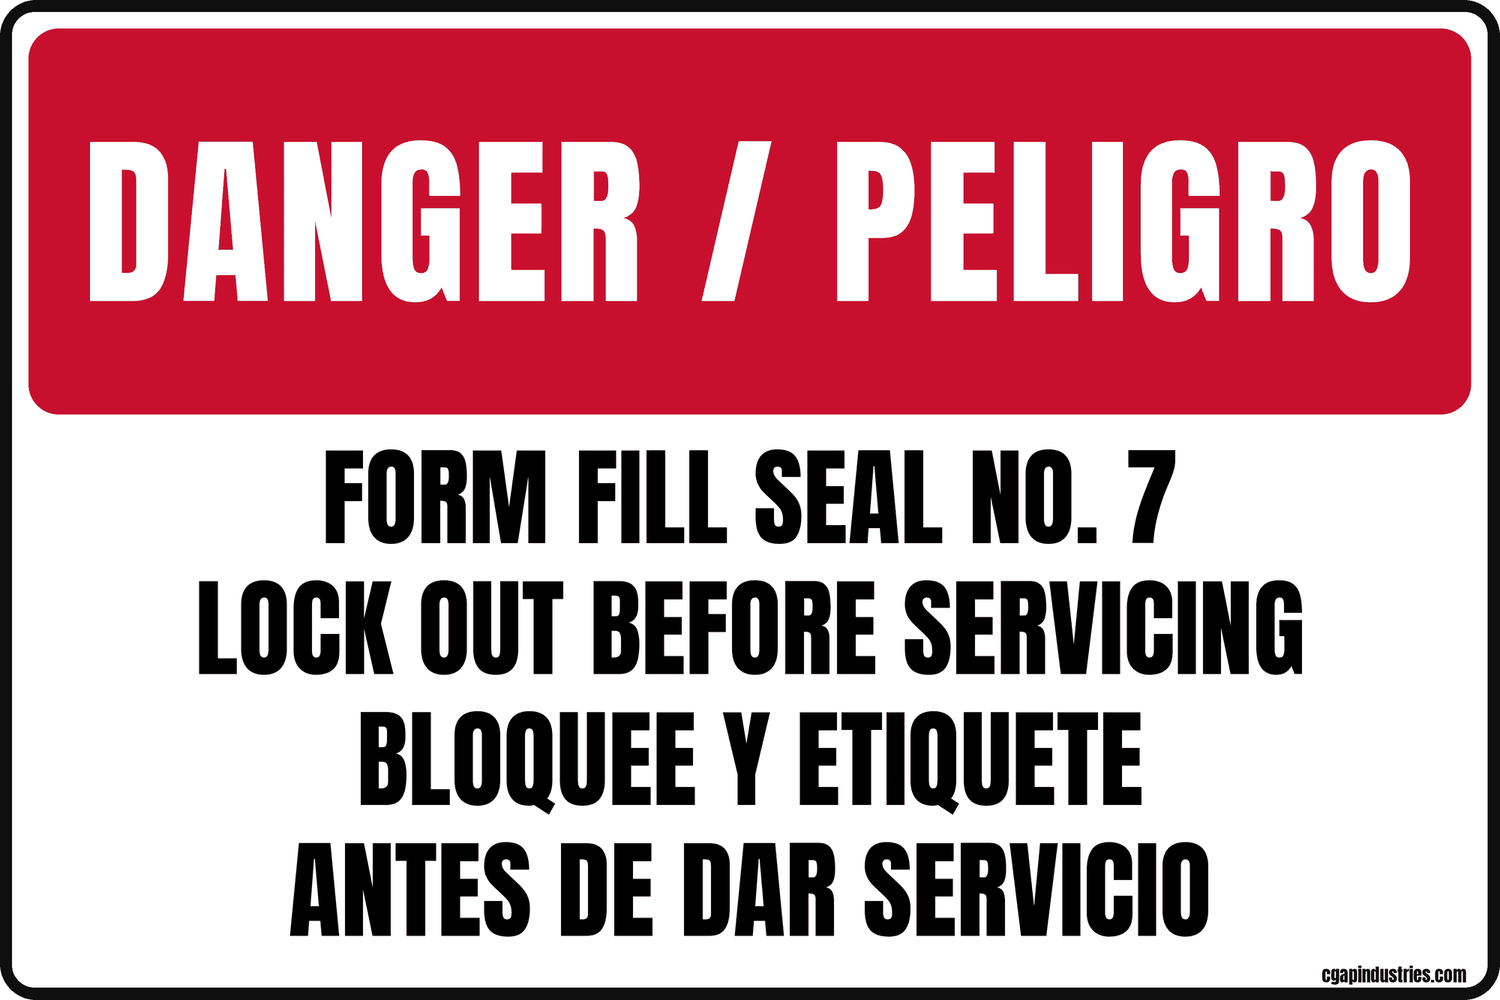 DANGER / PELIGRO
FORM FILL SEAL NO. 7
LOCK OUT BEFORE SERVICING
BLOQUEE Y ETIQUETE
ANTES DE DAR SERVICIO
cgapindustries.com